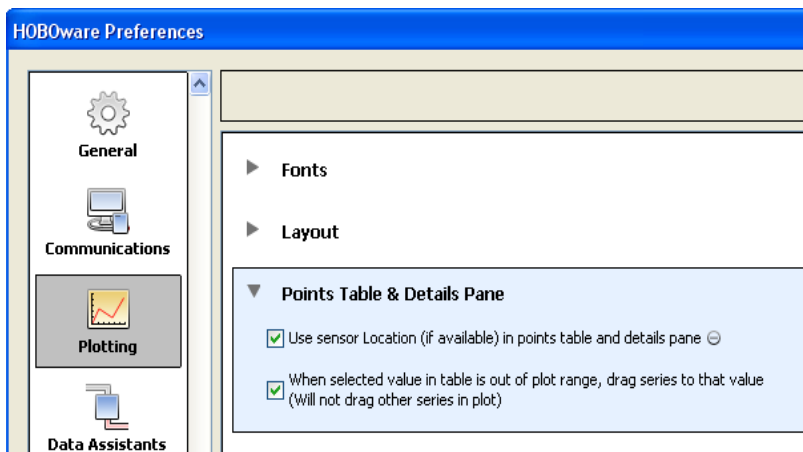 HOBOware Preferences
General
Communications
Plotting
Data Assistants
Fonts
Layout
Points Table & Details Pane
Use sensor Location (if available) in points table and details pane
When selected value in table is out of plot range, drag series to that value
(Will not drag other series in plot)